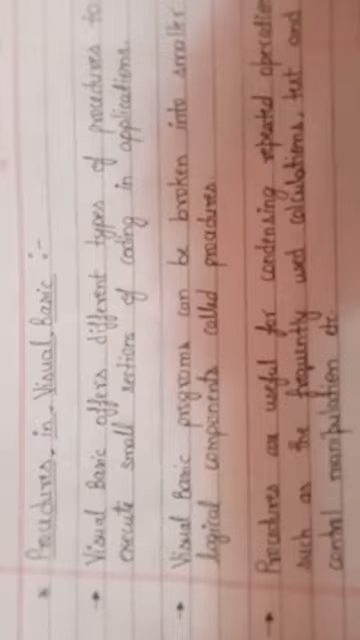 * Procedures in Visual Basic :-
→ Visual Basic offers different types of procedures to
execute small sections of coding in applications.
→ Visual Basic programs can be broken into smaller
logical components called procedures.
→ Procedures are useful for condensing repeated operation
such as the frequently used calculations, text and
control manipulation etc.